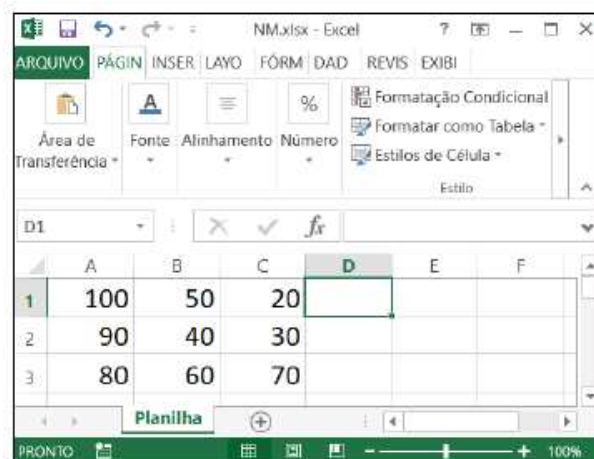 NM.xlsx - Excel ?
ARQUIVO PÁGIN INSER LAYO FÓRM DAD REVIS EXIBI
Área de Transferência
Fonte
Alinhamento
%
Número
Formatação Condicional
Formatar como Tabela
Estilos de Célula
Estilo
D1 fx
A B C D E F
1 100 50 20
2 90 40 30
3 80 60 70
Planilha
PRONTO 100%